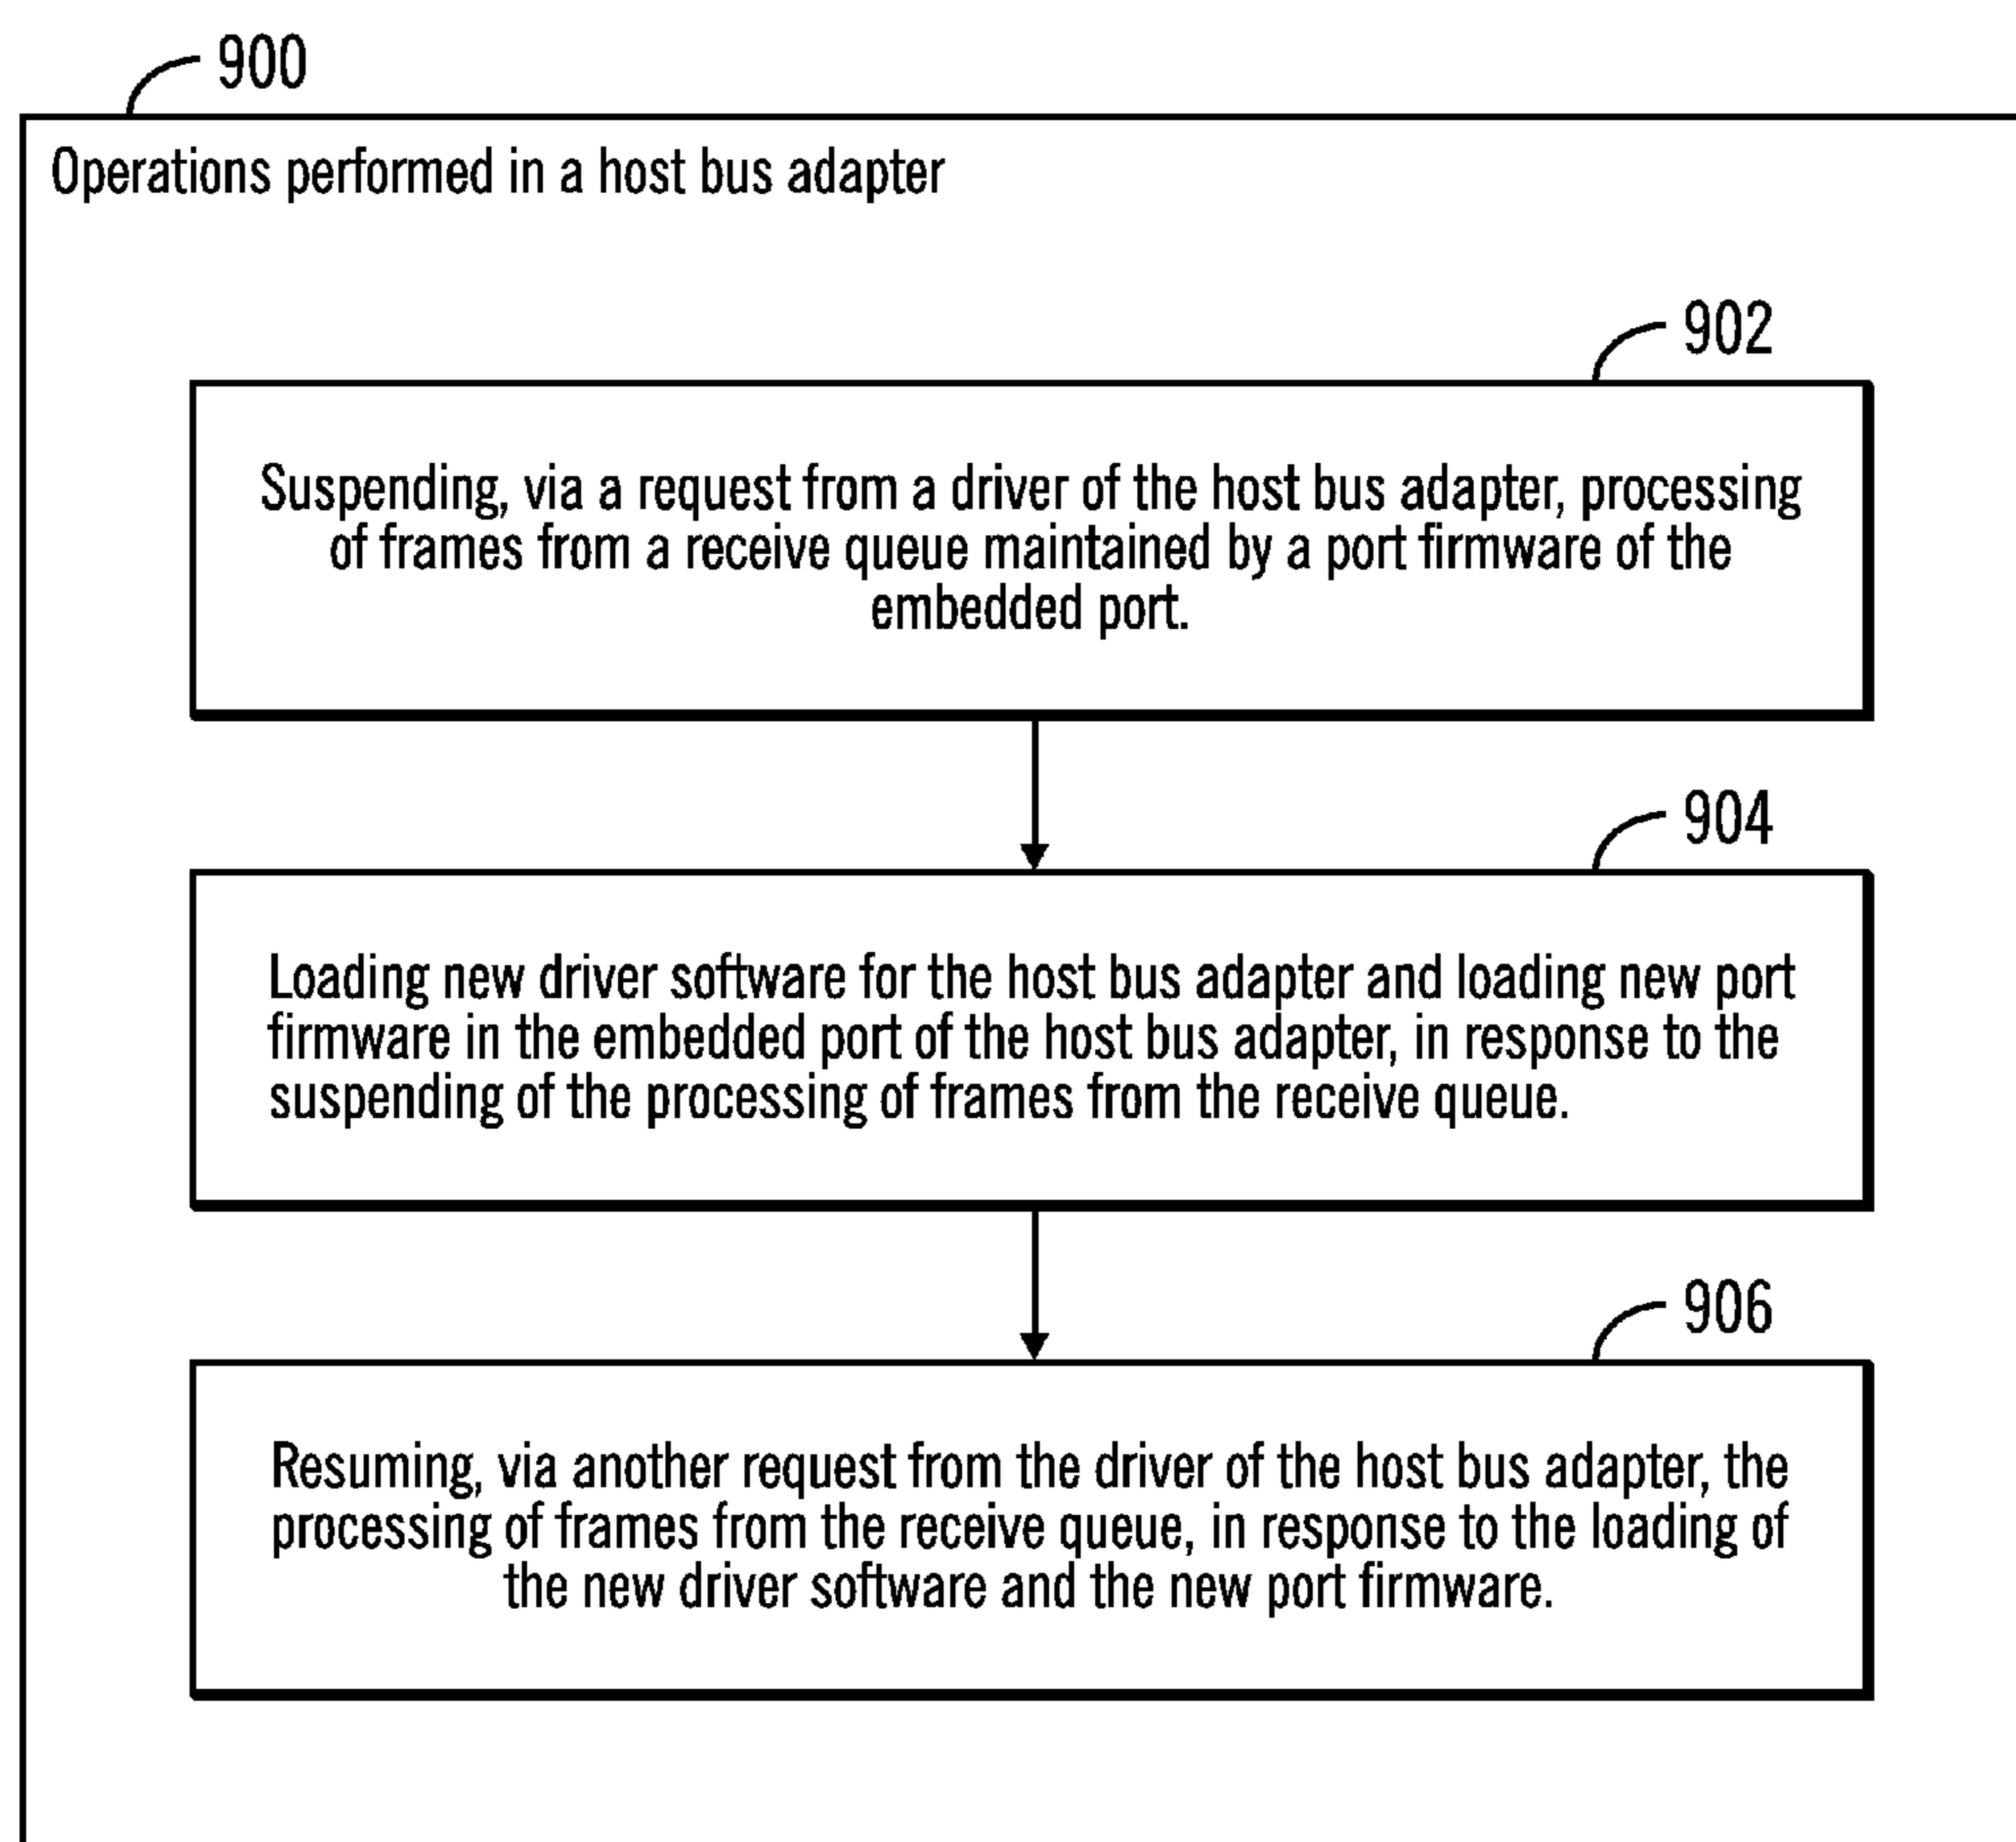 900
Operations performed in a host bus adapter
902
Suspending, via a request from a driver of the host bus adapter, processing
of frames from a receive queue maintained by a port firmware of the
embedded port.
904
Loading new driver software for the host bus adapter and loading new port
firmware in the embedded port of the host bus adapter, in response to the
suspending of the processing of frames from the receive queue.
906
Resuming, via another request from the driver of the host bus adapter, the
processing of frames from the receive queue, in response to the loading of
the new driver software and the new port firmware.